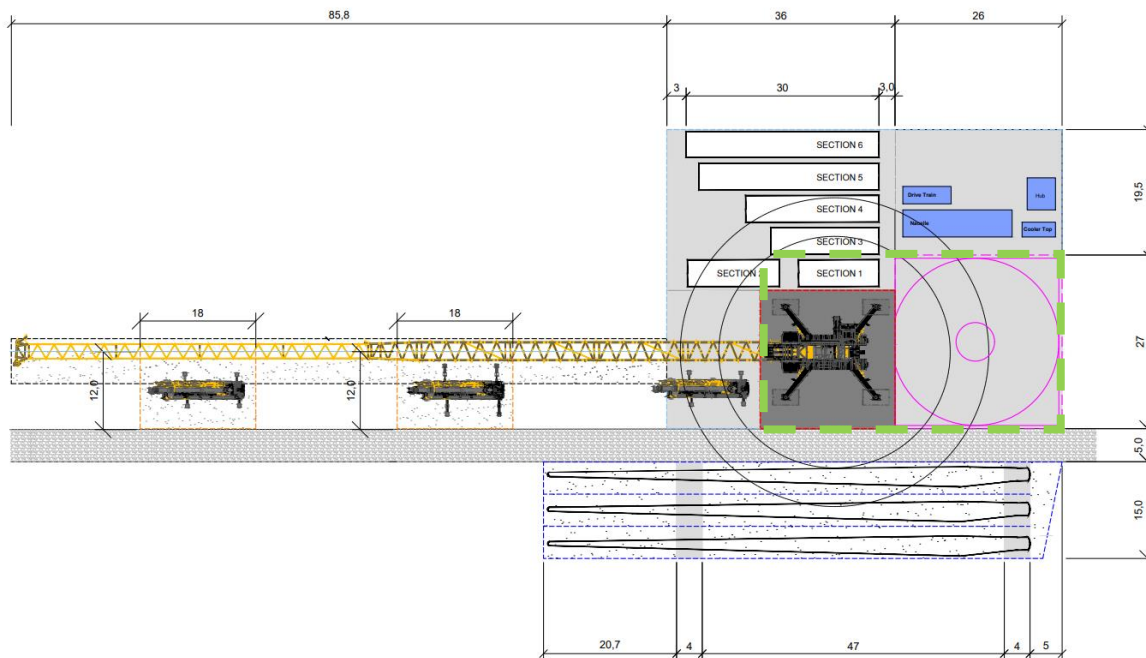 85,8
36
26
3
30
3,0
SECTION 6
SECTION 5
SECTION 4
SECTION 3
SECTION 2
SECTION 1
Drive Train
Hub
Nacelle
Cooler Top
19,5
18
18
12,0
12,0
27
5,0
15,0
20,7
4
47
4
5